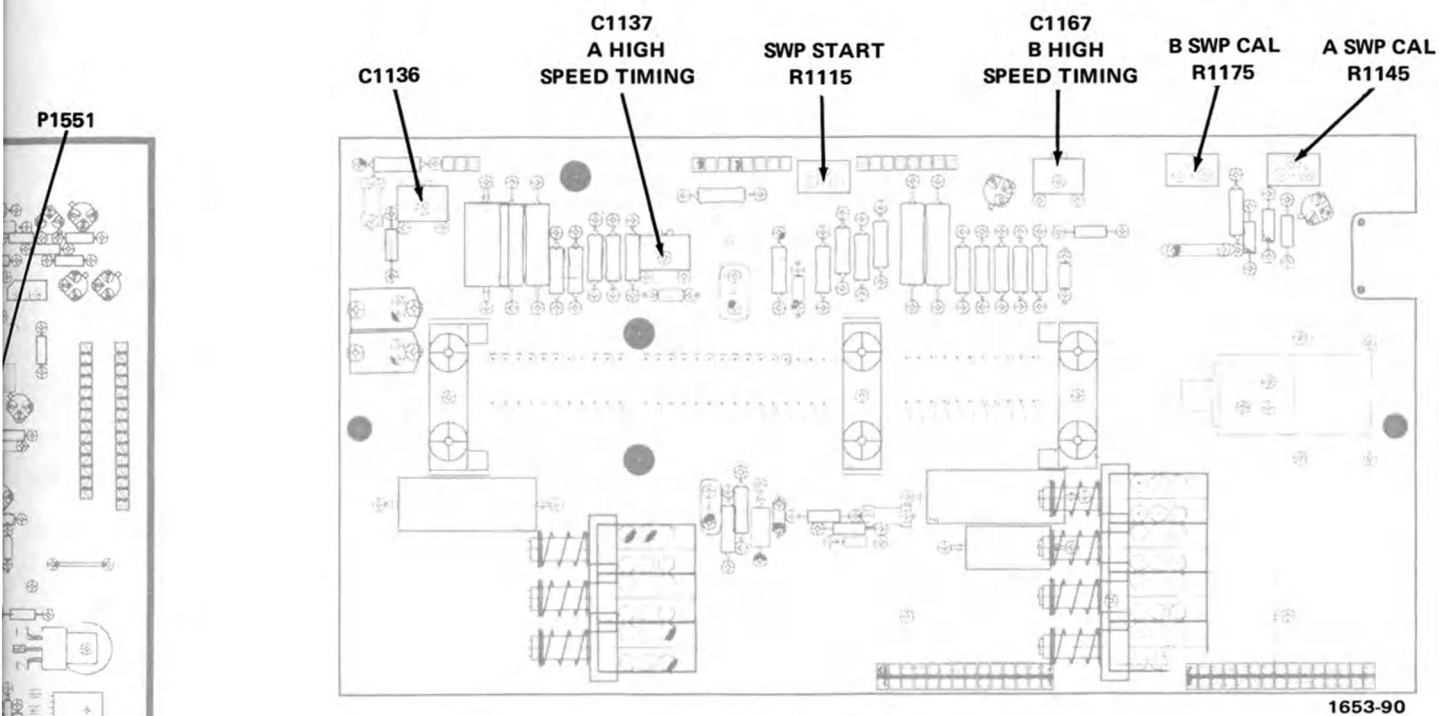 P1551
C1136
C1137
A HIGH
SPEED TIMING
SWP START
R1115
C1167
B HIGH
SPEED TIMING
B SWP CAL
R1175
A SWP CAL
R1145
1653-90